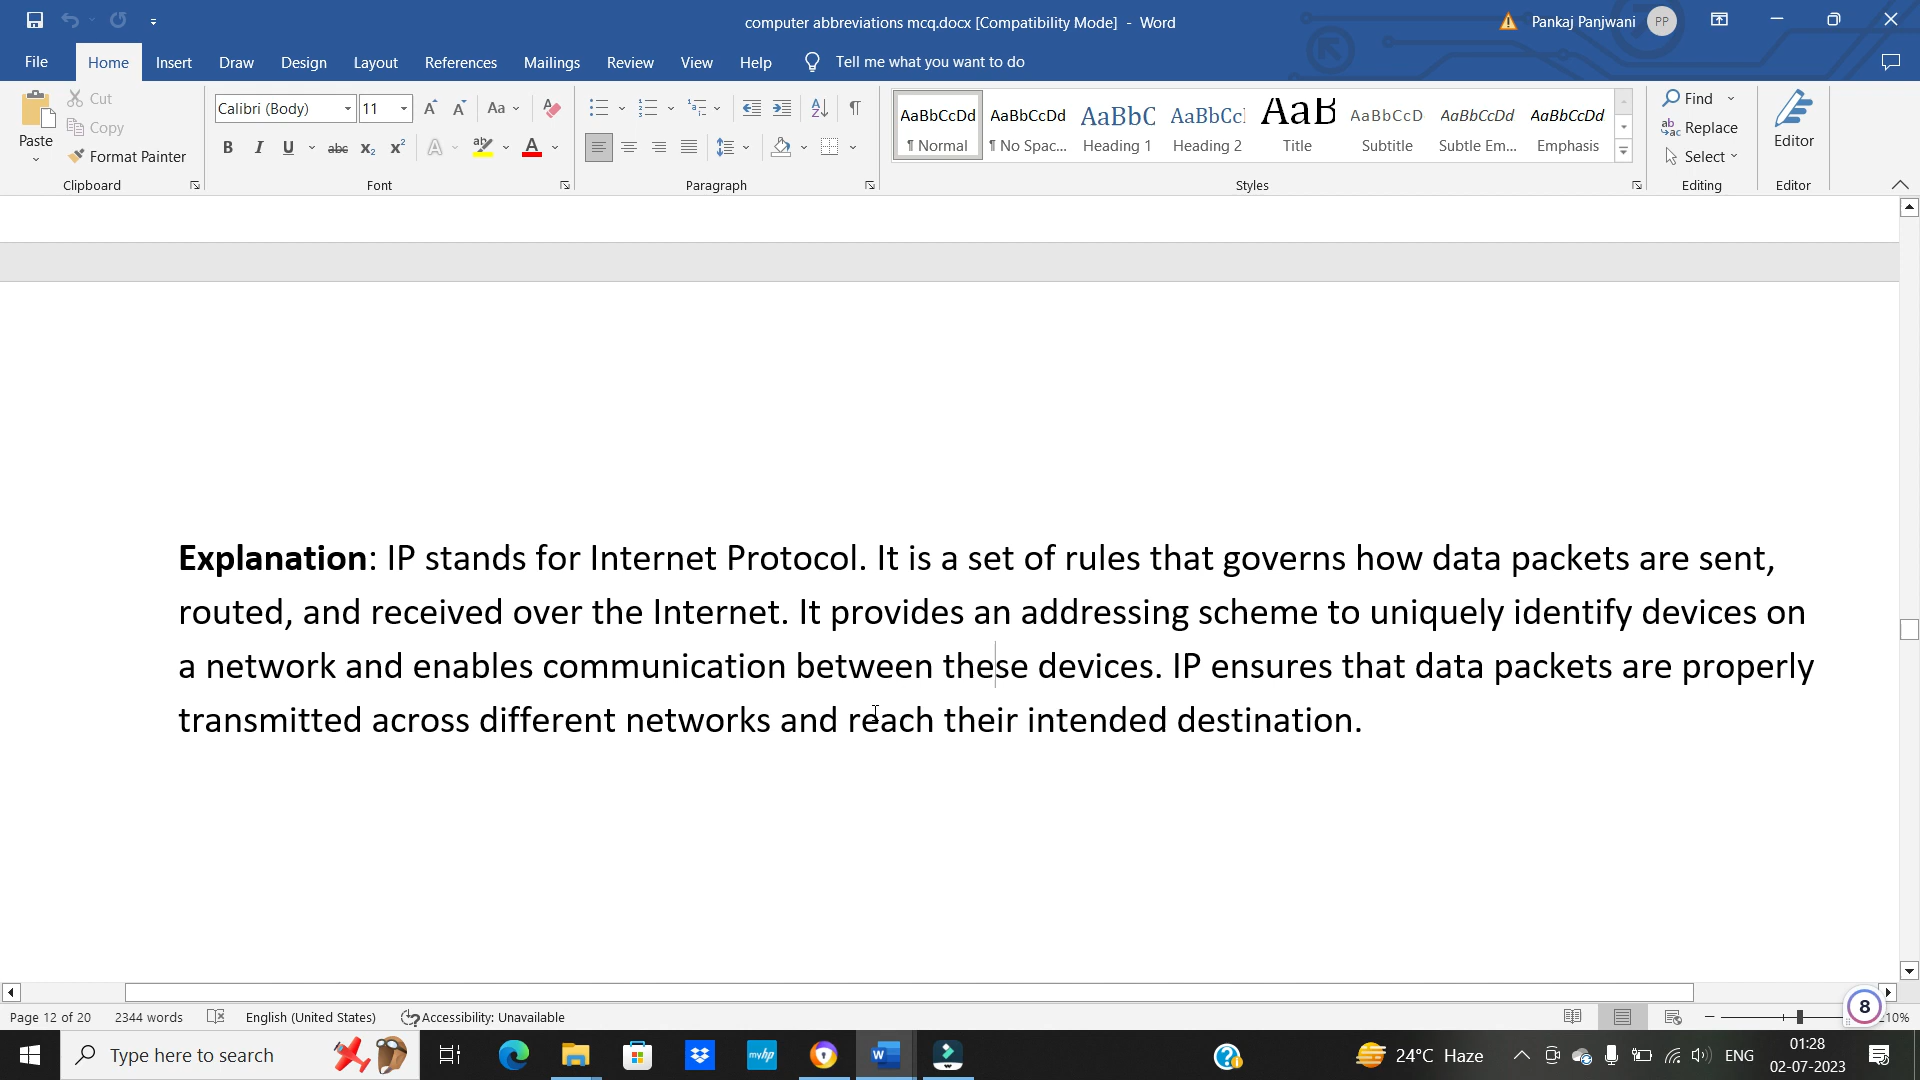 computer abbreviations mcq.docx [Compatibility Mode] - Word
Pankaj Panjwani
PP
File Home Insert Draw Design Layout References Mailings Review View Help Tell me what you want to do
Paste
Cut
Copy
Format Painter
Clipboard
Calibri (Body) 11
Font
Paragraph
AaBbCcDd AaBbCcDd AaBbC AaBbCc AaB AaBbCcD AaBbCcDd AaBbCcDd
¶ Normal ¶ No Spac... Heading 1 Heading 2 Title Subtitle Subtle Em... Emphasis
Styles
Find
Replace
Select
Editing
Editor
Editor
Explanation: IP stands for Internet Protocol. It is a set of rules that governs how data packets are sent,
routed, and received over the Internet. It provides an addressing scheme to uniquely identify devices on
a network and enables communication between these devices. IP ensures that data packets are properly
transmitted across different networks and reach their intended destination.
Page 12 of 20 2344 words English (United States) Accessibility: Unavailable
8
Type here to search
24°C Haze
ENG
01:28
02-07-2023